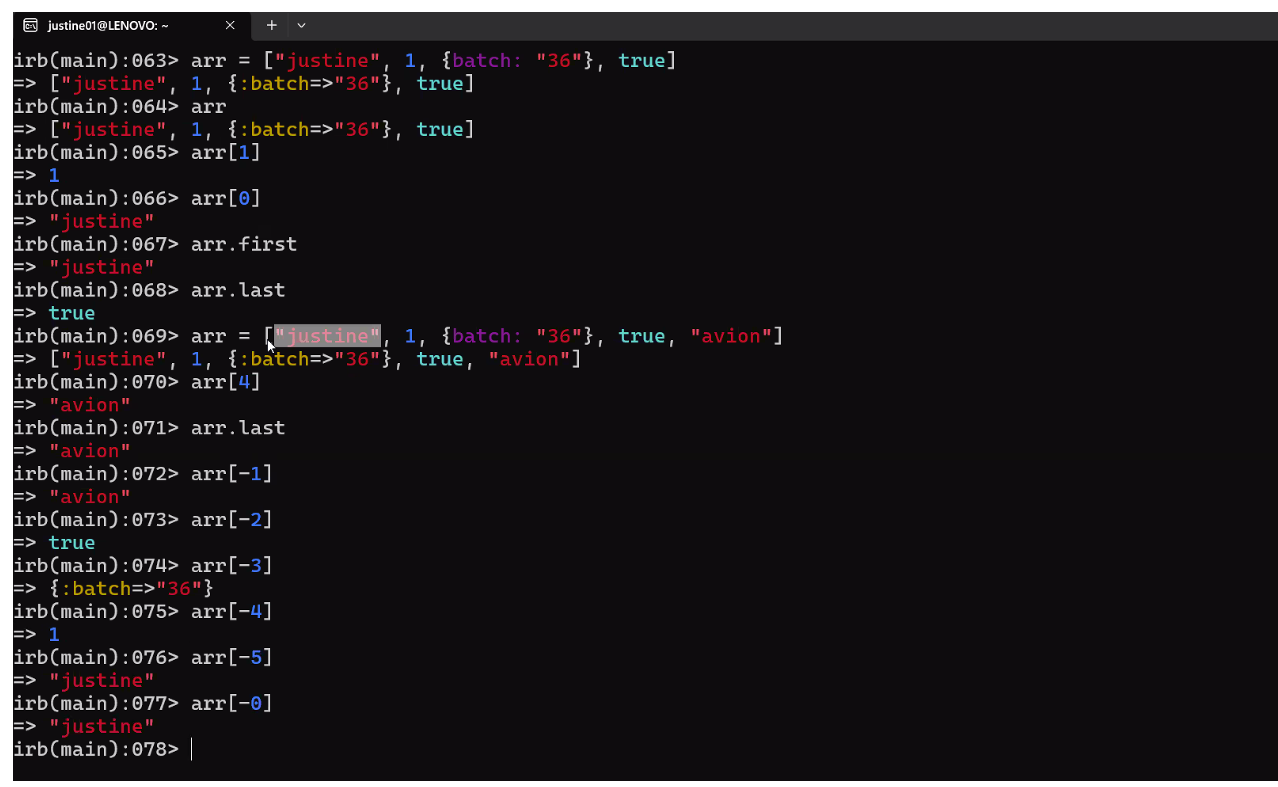 justine01@LENOVO: ~
irb(main):063> arr = ["justine", 1, {batch: "36"}, true]
=> ["justine", 1, {:batch=>"36"}, true]
irb(main):064> arr
=> ["justine", 1, {:batch=>"36"}, true]
irb(main):065> arr[1]
=> 1
irb(main):066> arr[0]
=> "justine"
irb(main):067> arr.first
=> "justine"
irb(main):068> arr.last
=> true
irb(main):069> arr = ["justine", 1, {batch: "36"}, true, "avion"]
=> ["justine", 1, {:batch=>"36"}, true, "avion"]
irb(main):070> arr[4]
=> "avion"
irb(main):071> arr.last
=> "avion"
irb(main):072> arr[-1]
=> "avion"
irb(main):073> arr[-2]
=> true
irb(main):074> arr[-3]
=> {:batch=>"36"}
irb(main):075> arr[-4]
=> 1
irb(main):076> arr[-5]
=> "justine"
irb(main):077> arr[-0]
=> "justine"
irb(main):078>